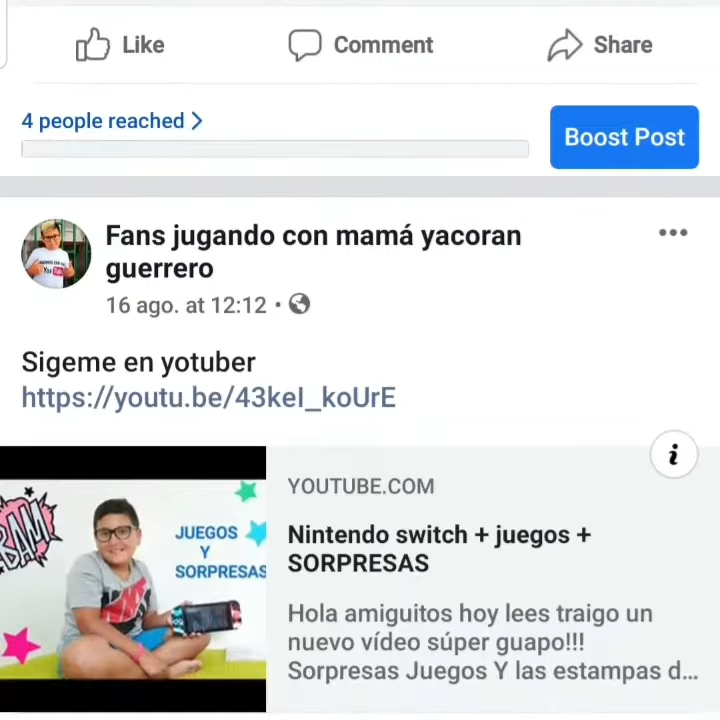 Like Comment Share
4 people reached
Boost Post
Fans jugando con mamá yacoran
guerrero
16 ago. at 12:12 •
Sigeme en yotuber
https://youtu.be/43keI_koUrE
BAM
JUEGOS
Y
SORPRESAS
YOUTUBE.COM
Nintendo switch + juegos +
SORPRESAS
Hola amiguitos hoy lees traigo un
nuevo vídeo súper guapo!!!
Sorpresas Juegos Y las estampas d...